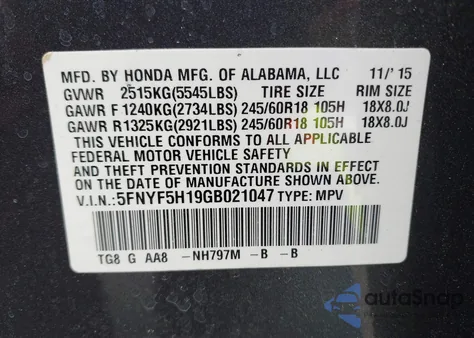 MFD. BY HONDA MFG. OF ALABAMA, LLC 11/'15
GVWR 2515KG(5545LBS) TIRE SIZE RIM SIZE
GAWR F 1240KG(2734LBS) 245/60R18 105H 18X8.0J
GAWR R1325KG(2921LBS) 245/60R18 105H 18X8.0J
THIS VEHICLE CONFORMS TO ALL APPLICABLE
FEDERAL MOTOR VEHICLE SAFETY
AND THEFT PREVENTION STANDARDS IN EFFECT
ON THE DATE OF MANUFACTURE SHOWN ABOVE.
V.I.N.:5FNYF5H19GB021047 TYPE: MPV
TG8 G AA8 -NH797M -B -B
autoSnap